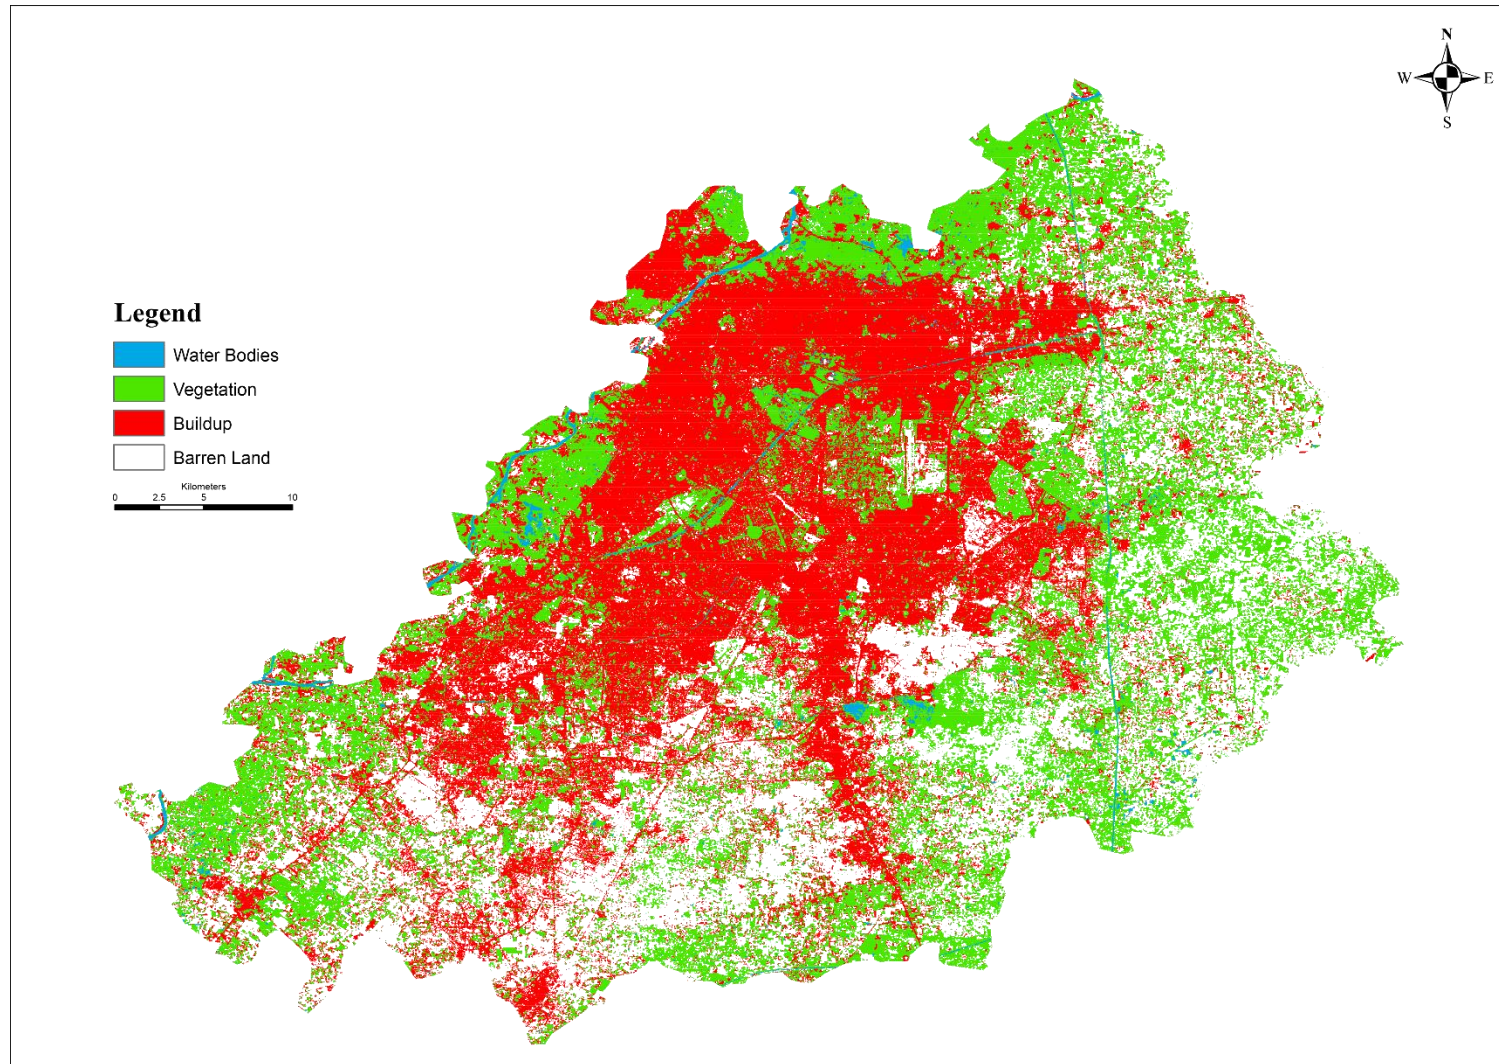 N
W E
S
Legend
Water Bodies
Vegetation
Buildup
Barren Land
Kilometers
0 2.5 5 10